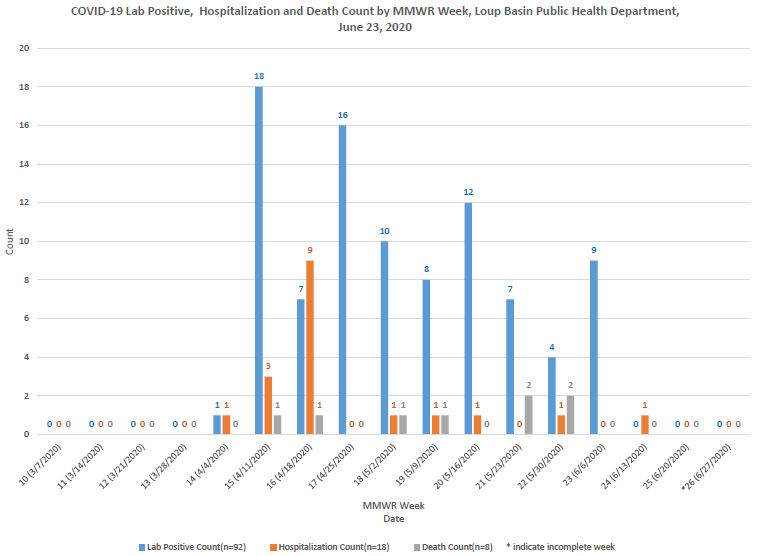 COVID-19 Lab Positive,  Hospitalization and Death Count by MMWR Week, Loup Basin Public Health Department,
June 23, 2020
20
18
16
14
12
10
8
6
4
2
0
Count
0 0 0
0 0 0
0 0 0
0 0 0
1 1 0
18 3 1
7 9 1
16 0 0
10 1 1
8 1 1
12 1 0
7 0 2
4 1 2
9 0 0
0 1 0
0 0 0
0 0 0
10 (3/7/2020)
11 (3/14/2020)
12 (3/21/2020)
13 (3/28/2020)
14 (4/4/2020)
15 (4/11/2020)
16 (4/18/2020)
17 (4/25/2020)
18 (5/2/2020)
19 (5/9/2020)
20 (5/16/2020)
21 (5/23/2020)
22 (5/30/2020)
23 (6/6/2020)
24 (6/13/2020)
25 (6/20/2020)
*26 (6/27/2020)
MMWR Week
Date
Lab Positive Count(n=92) Hospitalization Count(n=18) Death Count(n=8) * indicate incomplete week